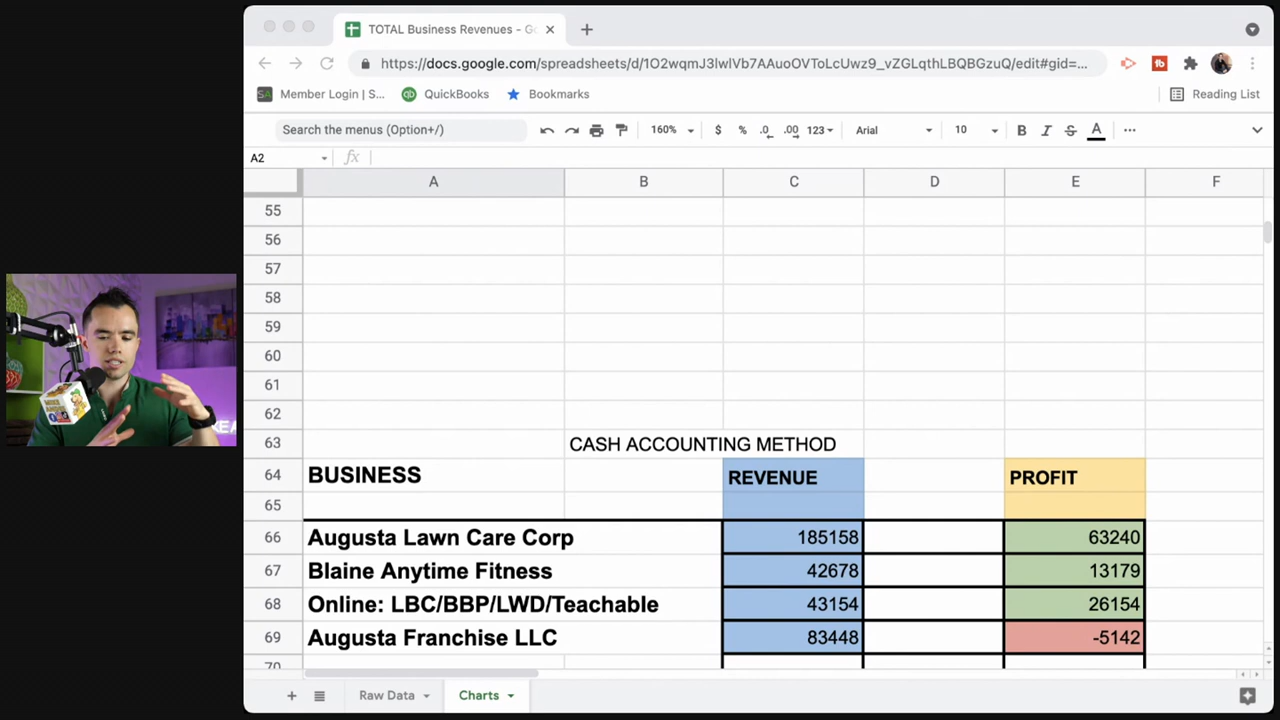 TOTAL Business Revenues - Go
https://docs.google.com/spreadsheets/d/1O2wqmJ3lwlVb7AAuoOVToLcUwz9_vZGLqthLBQBGzuQ/edit#gid=...
SA Member Login | S... qb QuickBooks Bookmarks Reading List
Search the menus (Option+/) 160% $ % .0 .00 123 Arial 10 B I S A
A2 fx
A B C D E F
55
56
57
58
59
60
61
62
63 CASH ACCOUNTING METHOD
64 BUSINESS REVENUE PROFIT
65
66 Augusta Lawn Care Corp 185158 63240
67 Blaine Anytime Fitness 42678 13179
68 Online: LBC/BBP/LWD/Teachable 43154 26154
69 Augusta Franchise LLC 83448 -5142
70
+ Raw Data Charts